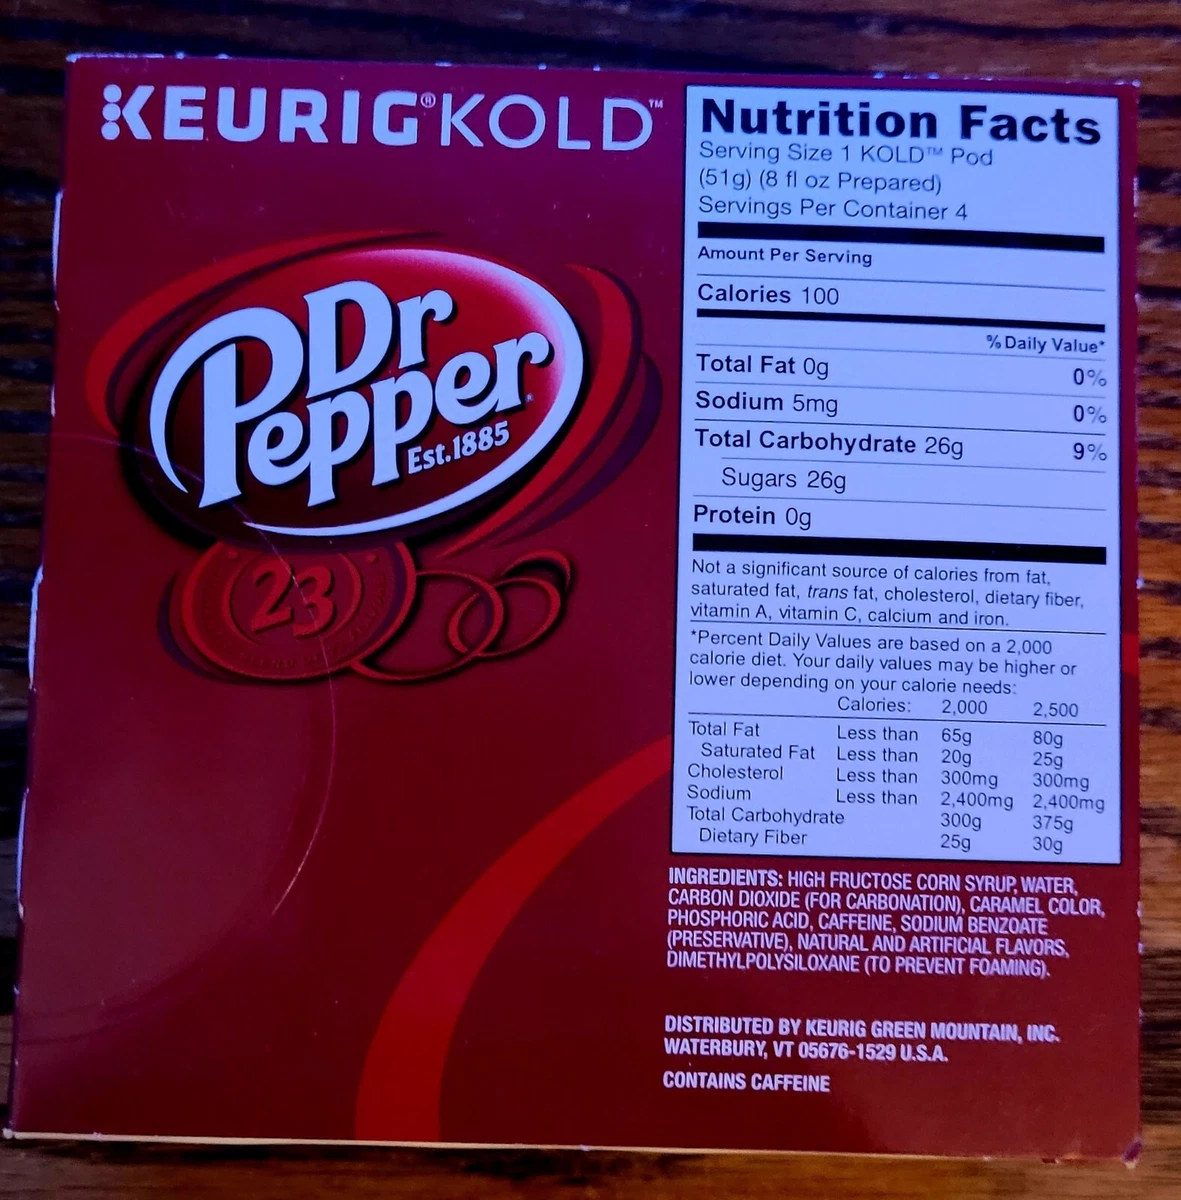 KEURIG® KOLD™
Dr
Pepper
Est. 1885
23
Nutrition Facts
Serving Size 1 KOLD™ Pod
(51g) (8 fl oz Prepared)
Servings Per Container 4
Amount Per Serving
Calories 100
% Daily Value*
Total Fat 0g 0%
Sodium 5mg 0%
Total Carbohydrate 26g 9%
Sugars 26g
Protein 0g
Not a significant source of calories from fat,
saturated fat, trans fat, cholesterol, dietary fiber,
vitamin A, vitamin C, calcium and iron.
*Percent Daily Values are based on a 2,000
calorie diet. Your daily values may be higher or
lower depending on your calorie needs:
Calories: 2,000 2,500
Total Fat Less than 65g 80g
Saturated Fat Less than 20g 25g
Cholesterol Less than 300mg 300mg
Sodium Less than 2,400mg 2,400mg
Total Carbohydrate 300g 375g
Dietary Fiber 25g 30g
INGREDIENTS: HIGH FRUCTOSE CORN SYRUP, WATER,
CARBON DIOXIDE (FOR CARBONATION), CARAMEL COLOR,
PHOSPHORIC ACID, CAFFEINE, SODIUM BENZOATE
(PRESERVATIVE), NATURAL AND ARTIFICIAL FLAVORS,
DIMETHYLPOLYSILOXANE (TO PREVENT FOAMING).
DISTRIBUTED BY KEURIG GREEN MOUNTAIN, INC.
WATERBURY, VT 05676-1529 U.S.A.
CONTAINS CAFFEINE